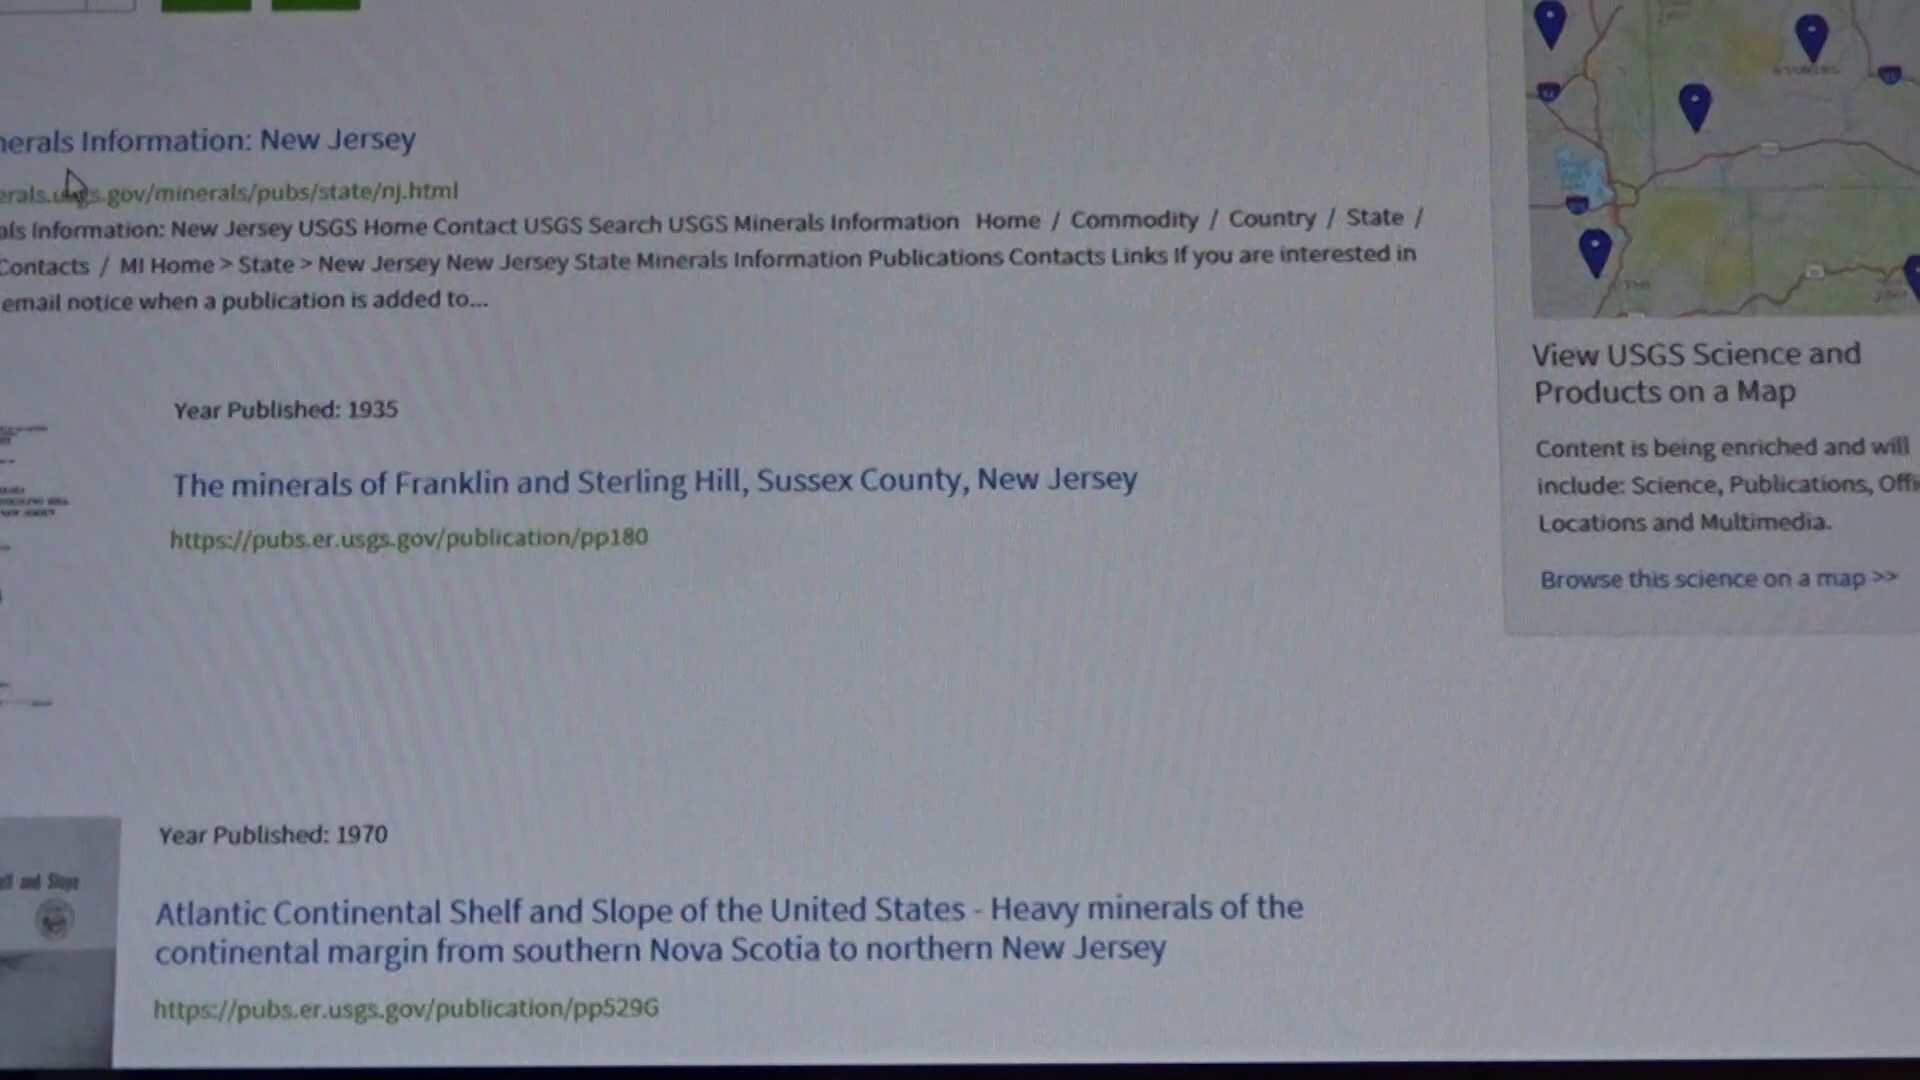 nerals Information: New Jersey
erals.usgs.gov/minerals/pubs/state/nj.html
als Information: New Jersey USGS Home Contact USGS Search USGS Minerals Information Home / Commodity / Country / State /
Contacts / MI Home > State > New Jersey New Jersey State Minerals Information Publications Contacts Links If you are interested in
email notice when a publication is added to...
Year Published: 1935
The minerals of Franklin and Sterling Hill, Sussex County, New Jersey
https://pubs.er.usgs.gov/publication/pp180
Year Published: 1970
and Slope
Atlantic Continental Shelf and Slope of the United States - Heavy minerals of the
continental margin from southern Nova Scotia to northern New Jersey
https://pubs.er.usgs.gov/publication/pp529G
View USGS Science and
Products on a Map
Content is being enriched and will
include: Science, Publications, Offi
Locations and Multimedia.
Browse this science on a map >>